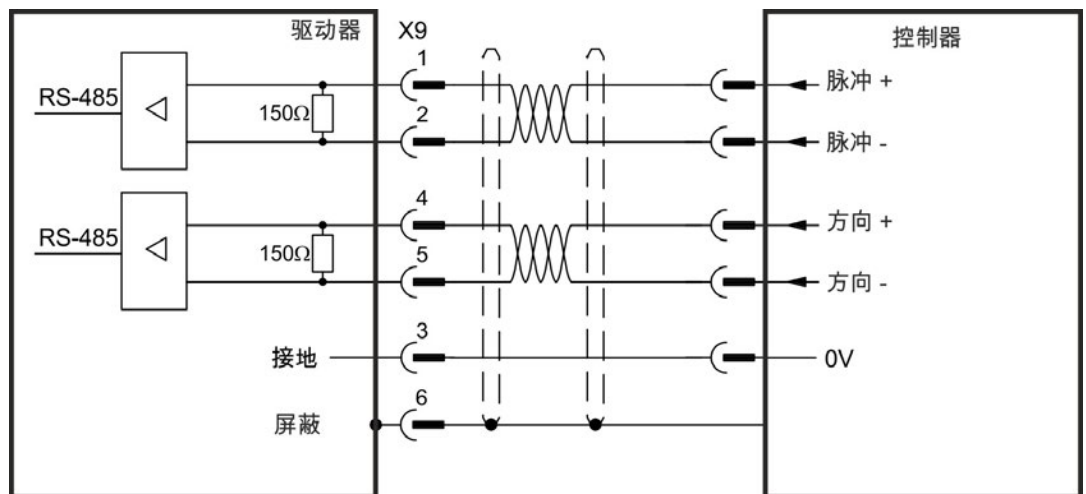 驱动器
X9
控制器
1
脉冲 +
RS-485
150Ω
2
脉冲 -
4
方向 +
RS-485
150Ω
5
方向 -
3
接地
0V
6
屏蔽